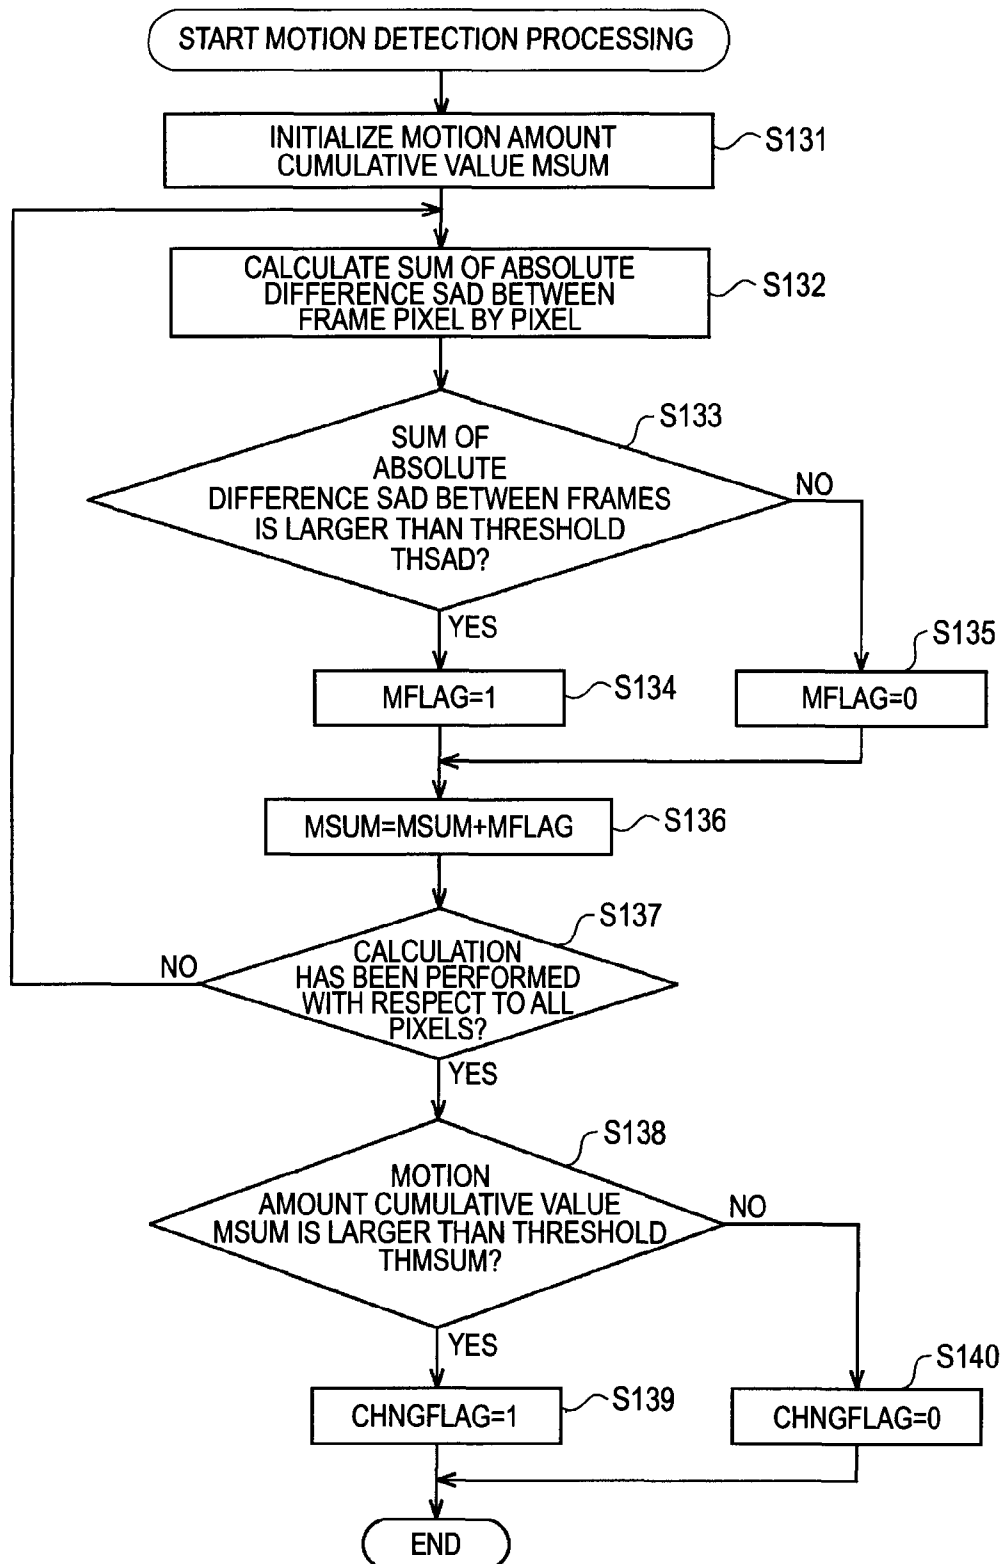 START MOTION DETECTION PROCESSING
INITIALIZE MOTION AMOUNT
CUMULATIVE VALUE MSUM
S131
CALCULATE SUM OF ABSOLUTE
DIFFERENCE SAD BETWEEN
FRAME PIXEL BY PIXEL
S132
S133
SUM OF
ABSOLUTE
DIFFERENCE SAD BETWEEN FRAMES
IS LARGER THAN THRESHOLD
THSAD?
NO
YES
S135
MFLAG=1
S134
MFLAG=0
MSUM=MSUM+MFLAG
S136
S137
CALCULATION
HAS BEEN PERFORMED
WITH RESPECT TO ALL
PIXELS?
NO
YES
S138
MOTION
AMOUNT CUMULATIVE VALUE
MSUM IS LARGER THAN THRESHOLD
THMSUM?
NO
YES
S140
CHNGFLAG=1
S139
CHNGFLAG=0
END